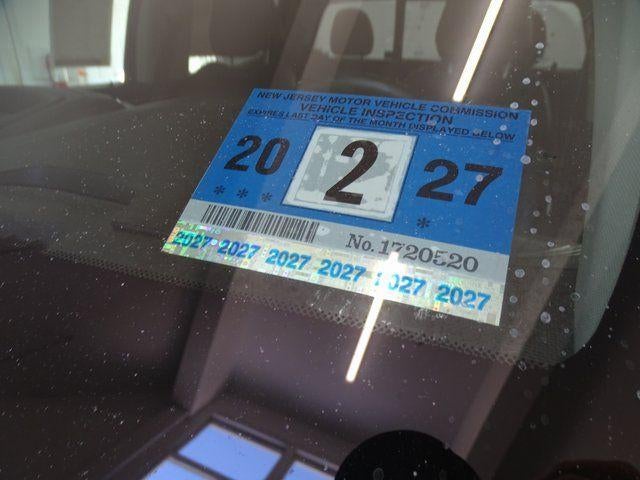 NEW JERSEY MOTOR VEHICLE COMMISSION
VEHICLE INSPECTION
EXPIRES LAST DAY OF THE MONTH DISPLAYED BELOW
20 2 27
* * * *
No. 1720520
2027 2027 2027 2027 2027 2027